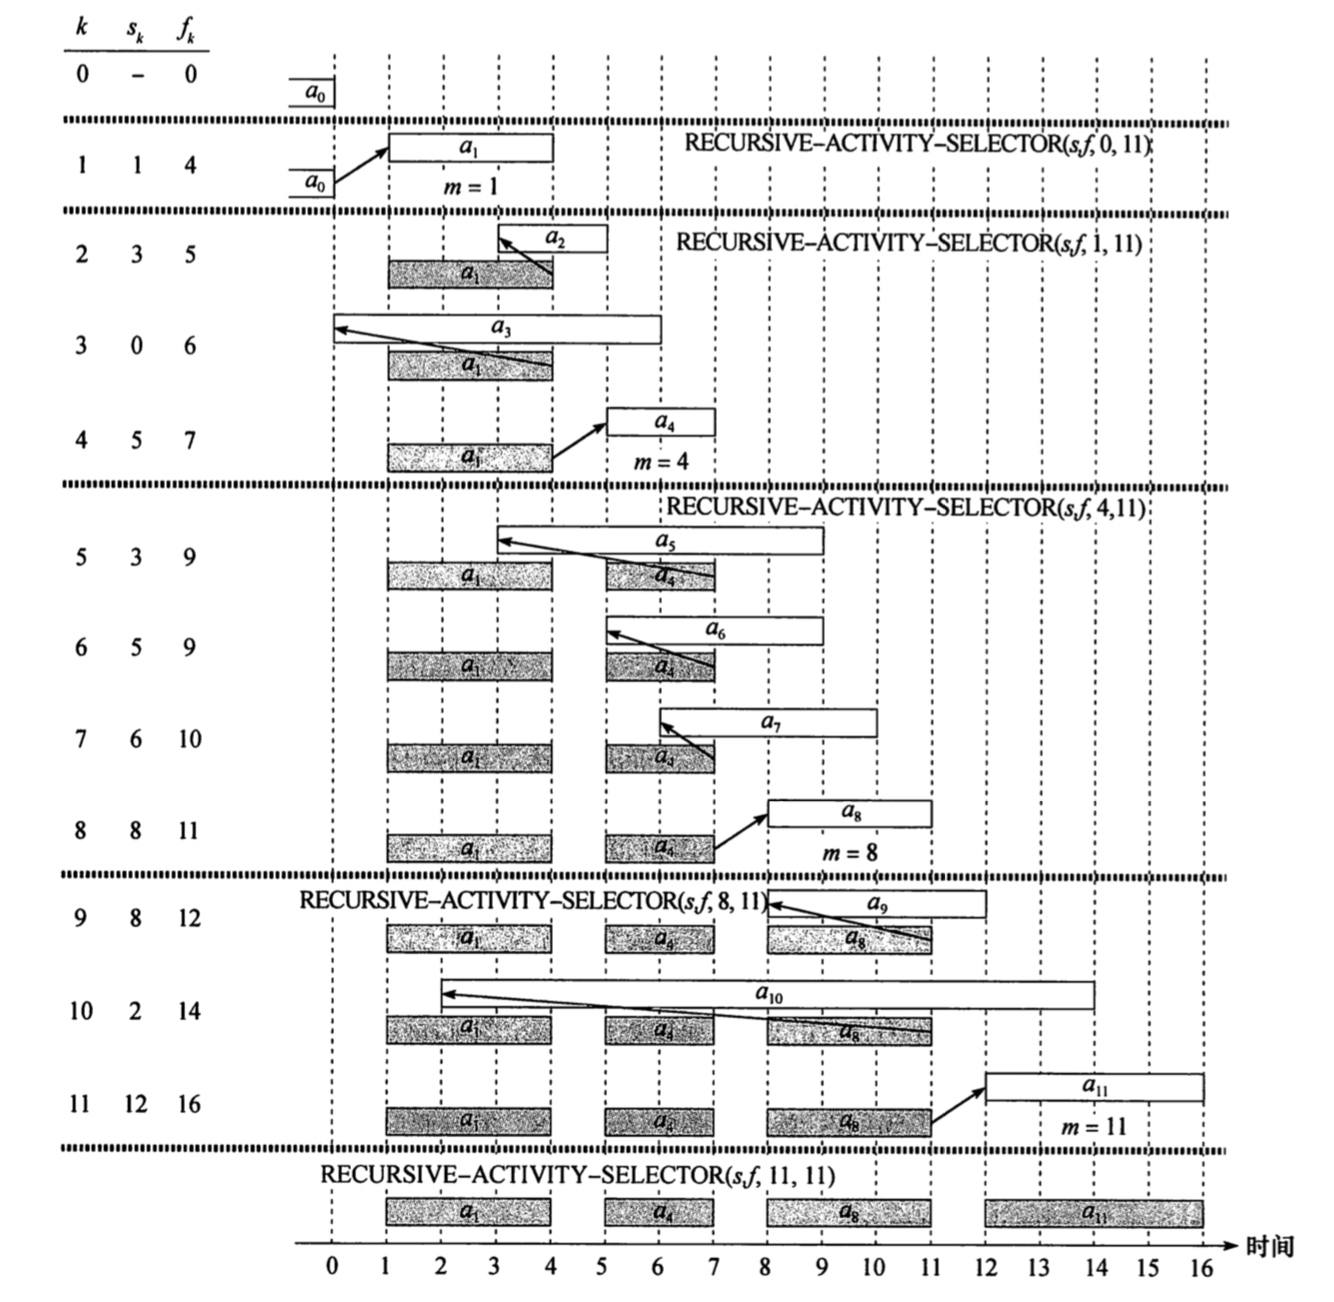 k s_k f_k
0 – 0
a_0
RECURSIVE–ACTIVITY–SELECTOR(s,f, 0, 11)
a_1
1 1 4
a_0
m = 1
a_2
RECURSIVE–ACTIVITY–SELECTOR(s,f, 1, 11)
2 3 5
a_1
a_3
3 0 6
a_1
a_4
4 5 7
a_1
m = 4
RECURSIVE–ACTIVITY–SELECTOR(s,f, 4,11)
a_5
5 3 9
a_1 a_4
a_6
6 5 9
a_1 a_4
a_7
7 6 10
a_1 a_4
a_8
8 8 11
a_1 a_4
m = 8
RECURSIVE–ACTIVITY–SELECTOR(s,f, 8, 11)
a_9
9 8 12
a_1 a_4 a_8
a_10
10 2 14
a_1 a_4 a_8
a_11
11 12 16
a_1 a_4 a_8
m = 11
RECURSIVE–ACTIVITY–SELECTOR(s,f, 11, 11)
a_1 a_4 a_8 a_11
时间
0 1 2 3 4 5 6 7 8 9 10 11 12 13 14 15 16